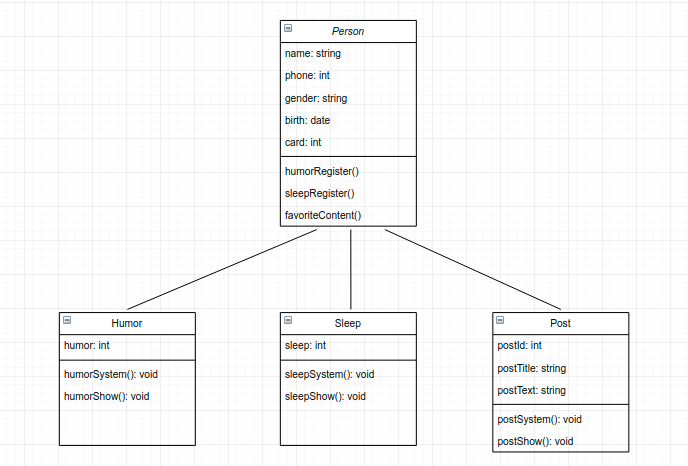 Person
name: string
phone: int
gender: string
birth: date
card: int
humorRegister()
sleepRegister()
favoriteContent()
Humor
humor: int
humorSystem(): void
humorShow(): void
Sleep
sleep: int
sleepSystem(): void
sleepShow(): void
Post
postId: int
postTitle: string
postText: string
postSystem(): void
postShow(): void